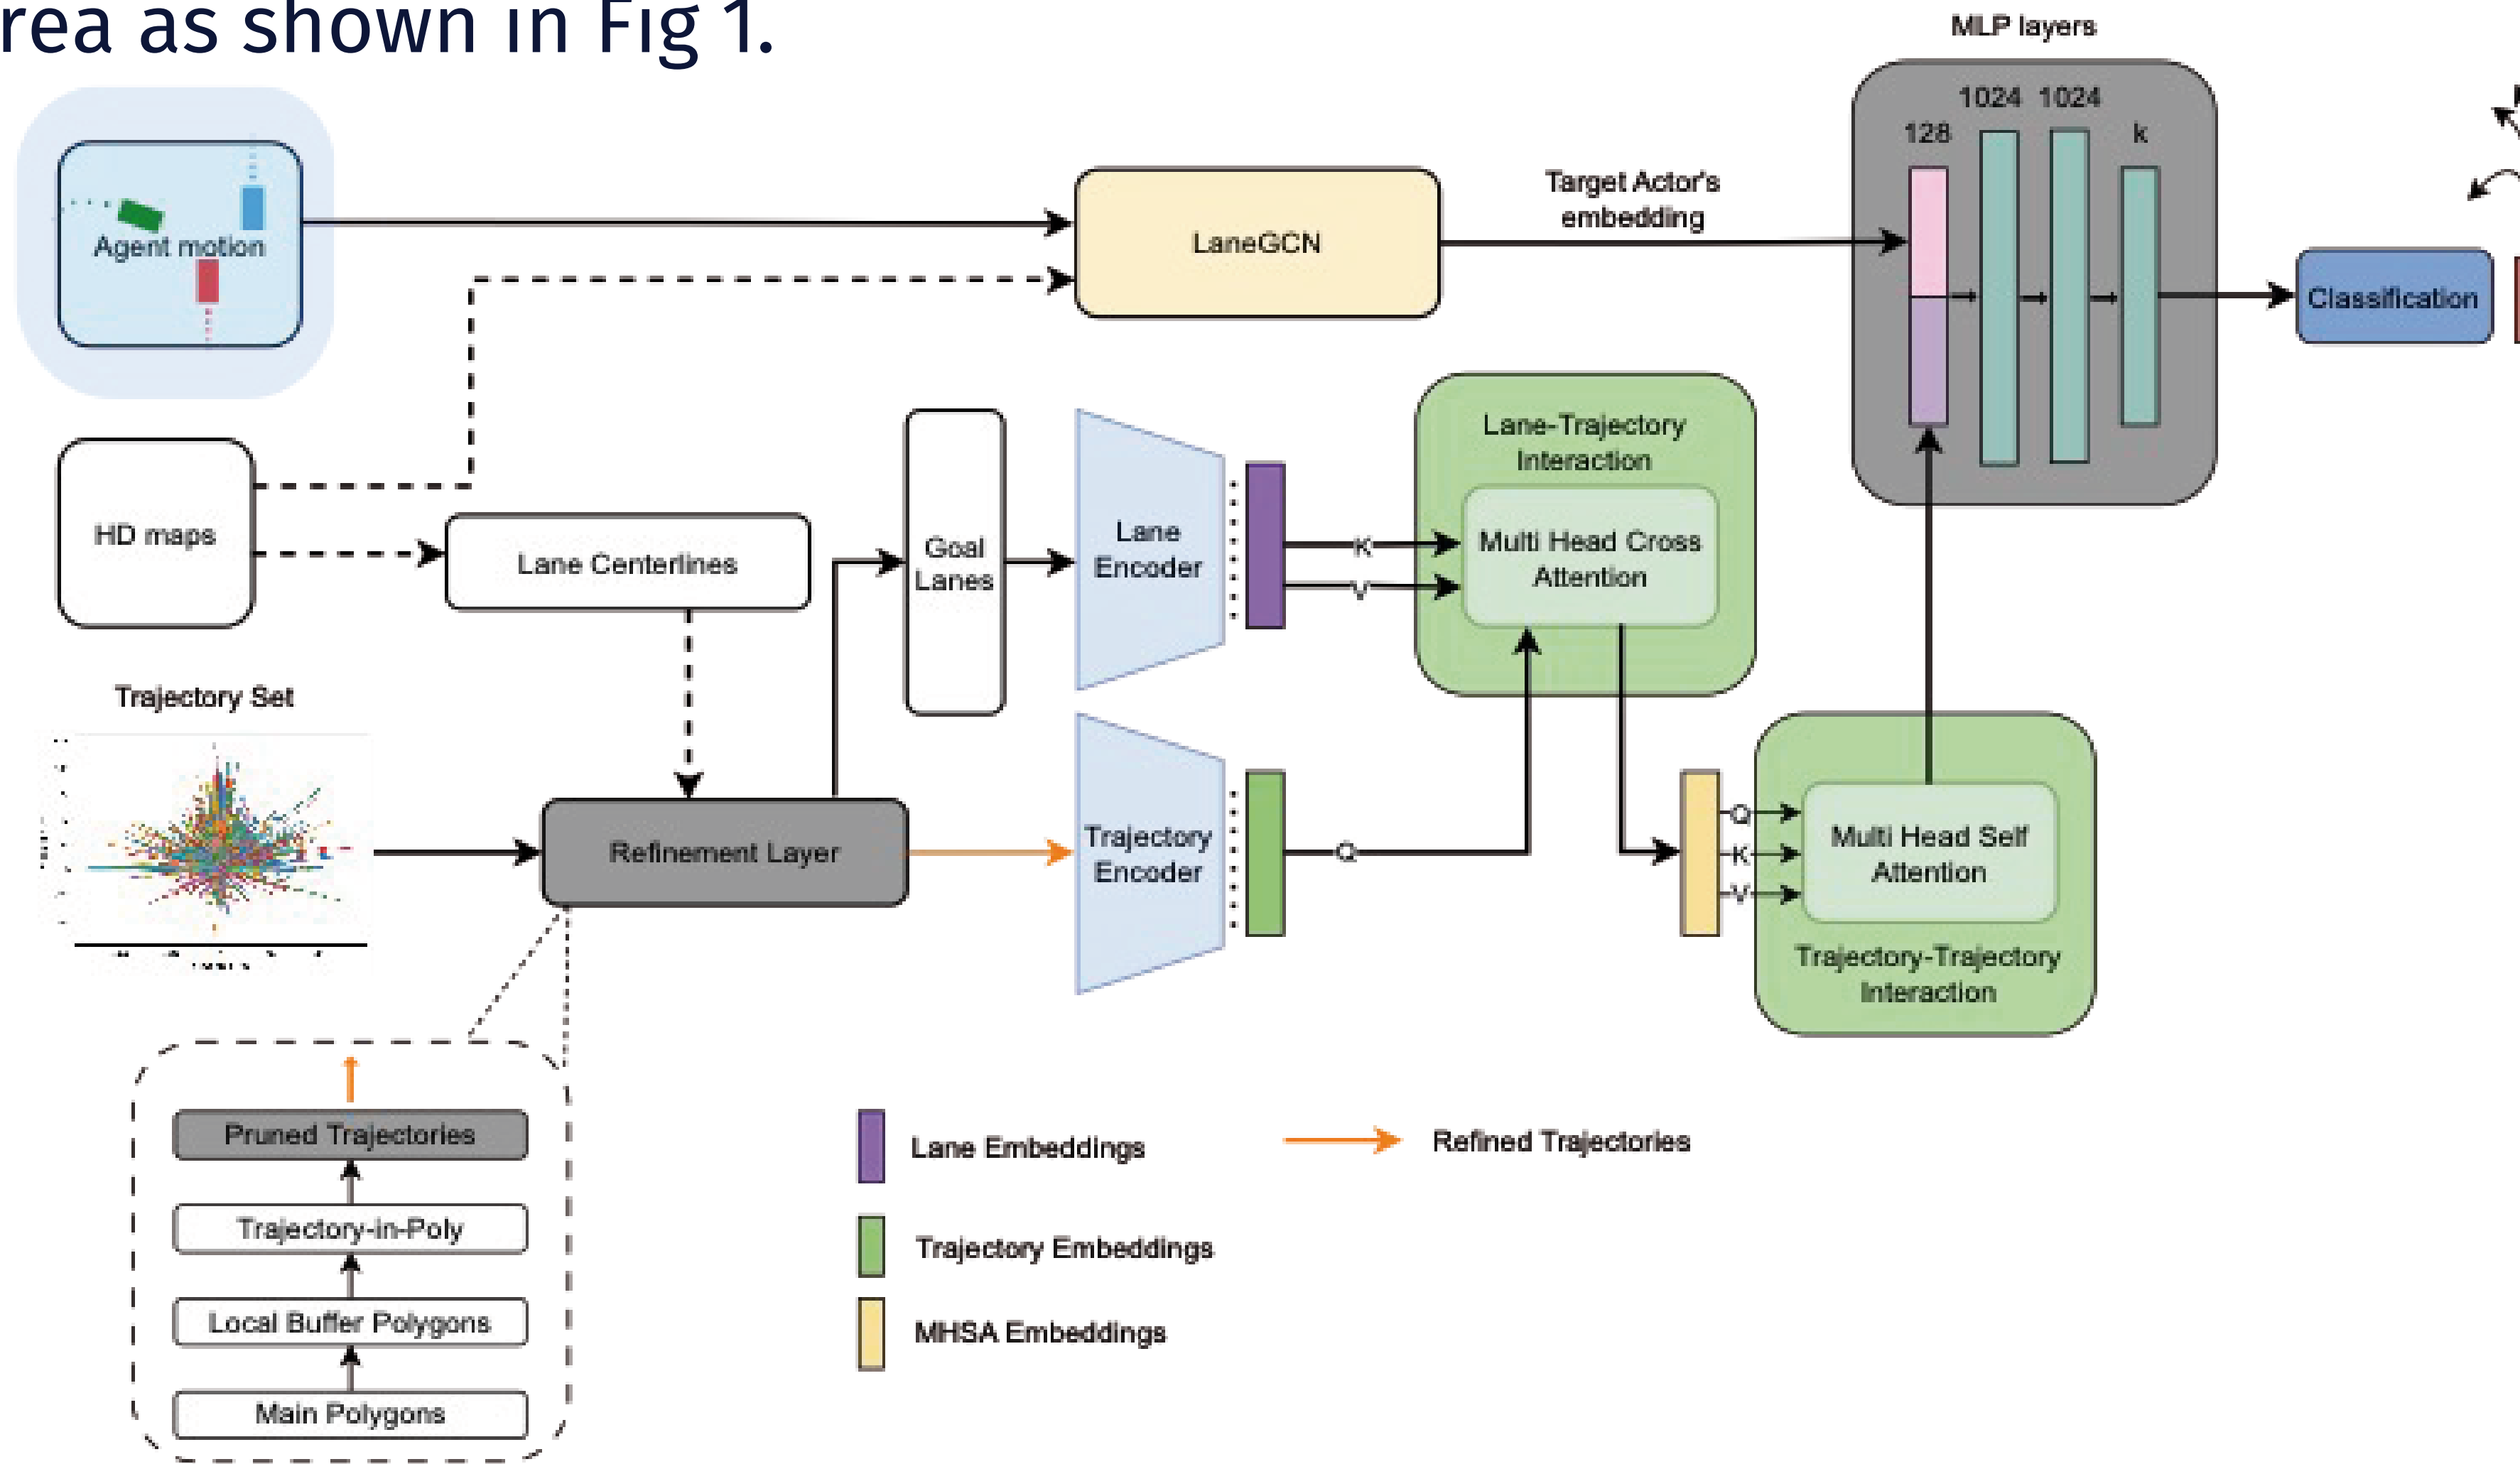 rea as shown in Fig 1.
MLP layers
1024 1024
128
k
Agent motion
LaneGCN
Target Actor's
embedding
Classification
HD maps
Lane Centerlines
Goal
Lanes
Lane
Encoder
K
V
Lane-Trajectory
Interaction
Multi Head Cross
Attention
Trajectory Set
Refinement Layer
Trajectory
Encoder
Q
Q
K
V
Multi Head Self
Attention
Trajectory-Trajectory
Interaction
Pruned Trajectories
Trajectory-in-Poly
Local Buffer Polygons
Main Polygons
Lane Embeddings
Refined Trajectories
Trajectory Embeddings
MHSA Embeddings